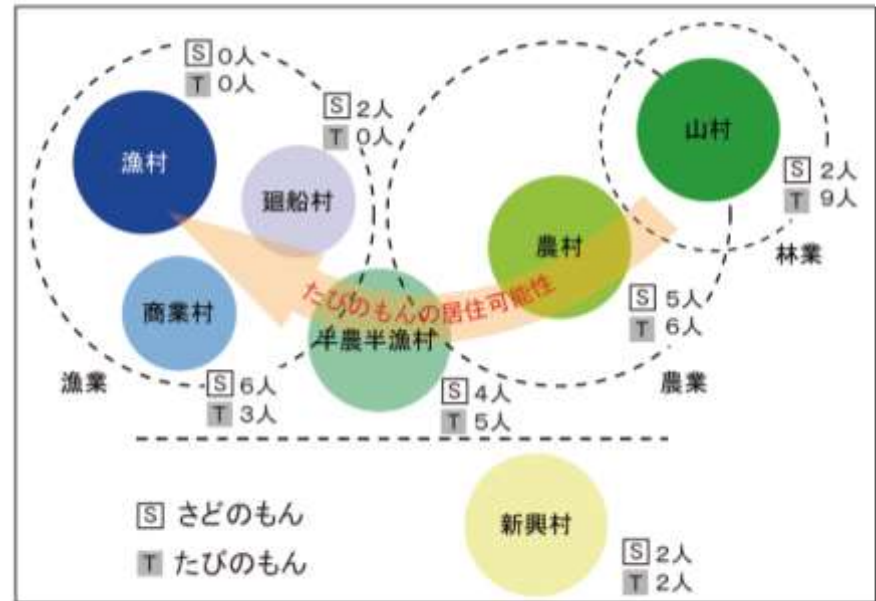 S 0人
T 0人
漁村
S 2人
T 0人
廻船村
商業村
S 6人
T 3人
漁業
たびのもんの居住可能性
半農半漁村
S 4人
T 5人
農村
S 5人
T 6人
農業
山村
S 2人
T 9人
林業
S さどのもん
T たびのもん
新興村
S 2人
T 2人